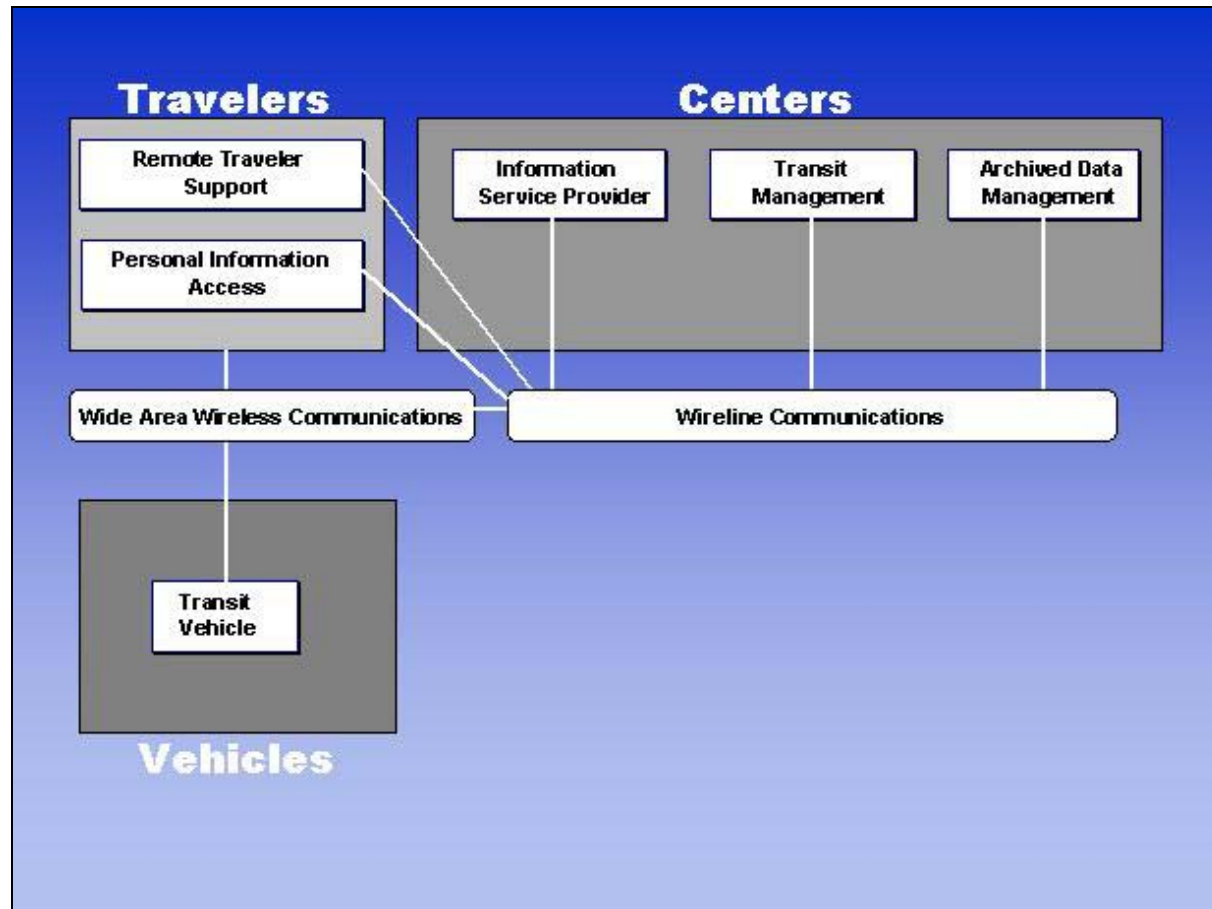 Travelers
Centers
Remote Traveler
Support
Information
Service Provider
Transit
Management
Archived Data
Management
Personal Information
Access
Wide Area Wireless Communications
Wireline Communications
Transit
Vehicle
Vehicles